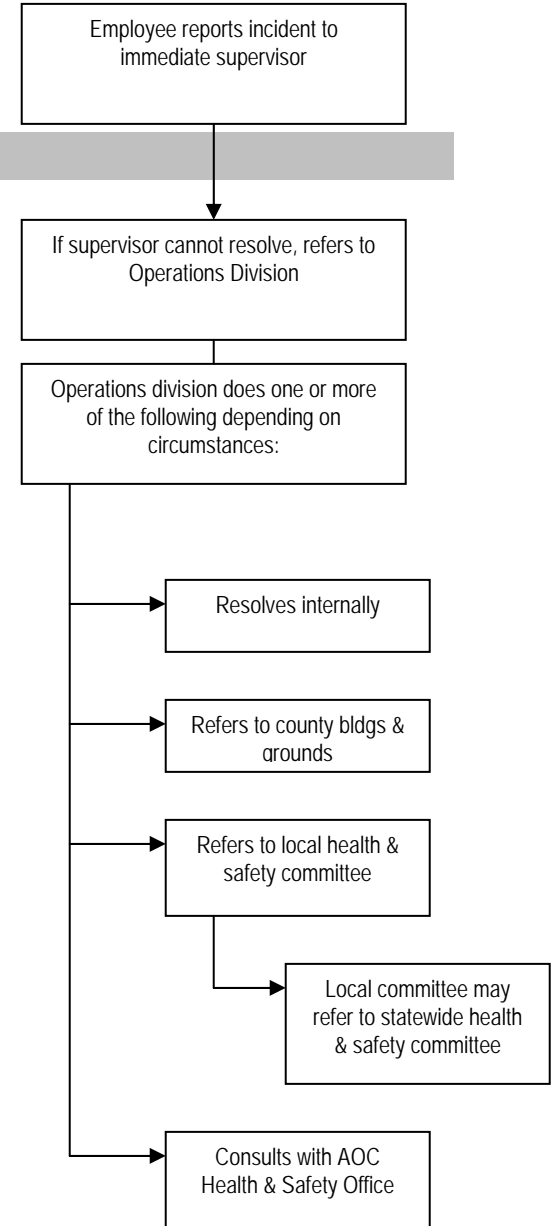 Employee reports incident to
immediate supervisor
If supervisor cannot resolve, refers to
Operations Division
Operations division does one or more
of the following depending on
circumstances:
Resolves internally
Refers to county bldgs &
grounds
Refers to local health &
safety committee
Local committee may
refer to statewide health
& safety committee
Consults with AOC
Health & Safety Office